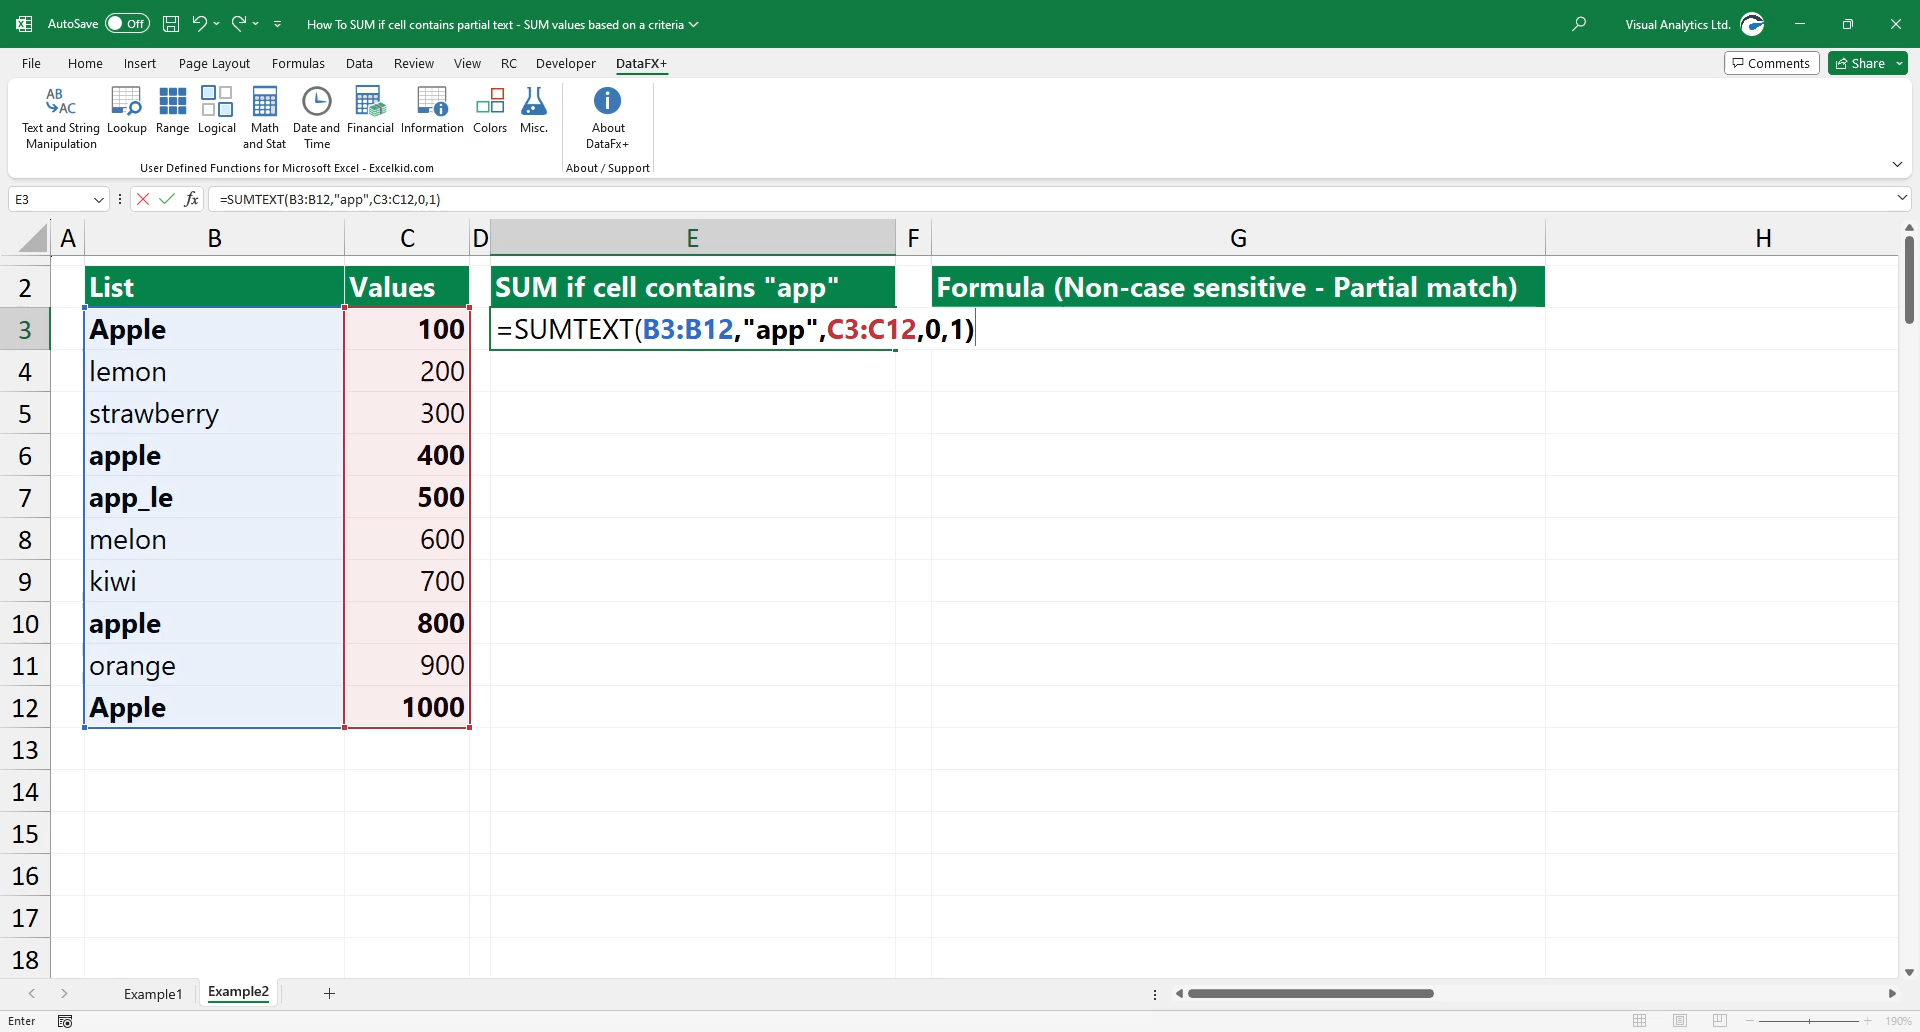 AutoSave Off How To SUM if cell contains partial text - SUM values based on a criteria Visual Analytics Ltd.
File Home Insert Page Layout Formulas Data Review View RC Developer DataFX+ Comments Share
Text and String Manipulation Lookup Range Logical Math and Stat Date and Time Financial Information Colors Misc. About DataFx+
User Defined Functions for Microsoft Excel - Excelkid.com About / Support
E3 fx =SUMTEXT(B3:B12,"app",C3:C12,0,1)
A B C D E F G H
2 List Values SUM if cell contains "app" Formula (Non-case sensitive - Partial match)
3 Apple 100 =SUMTEXT(B3:B12,"app",C3:C12,0,1)
4 lemon 200
5 strawberry 300
6 apple 400
7 app_le 500
8 melon 600
9 kiwi 700
10 apple 800
11 orange 900
12 Apple 1000
13
14
15
16
17
18
Example1 Example2
Enter 190%